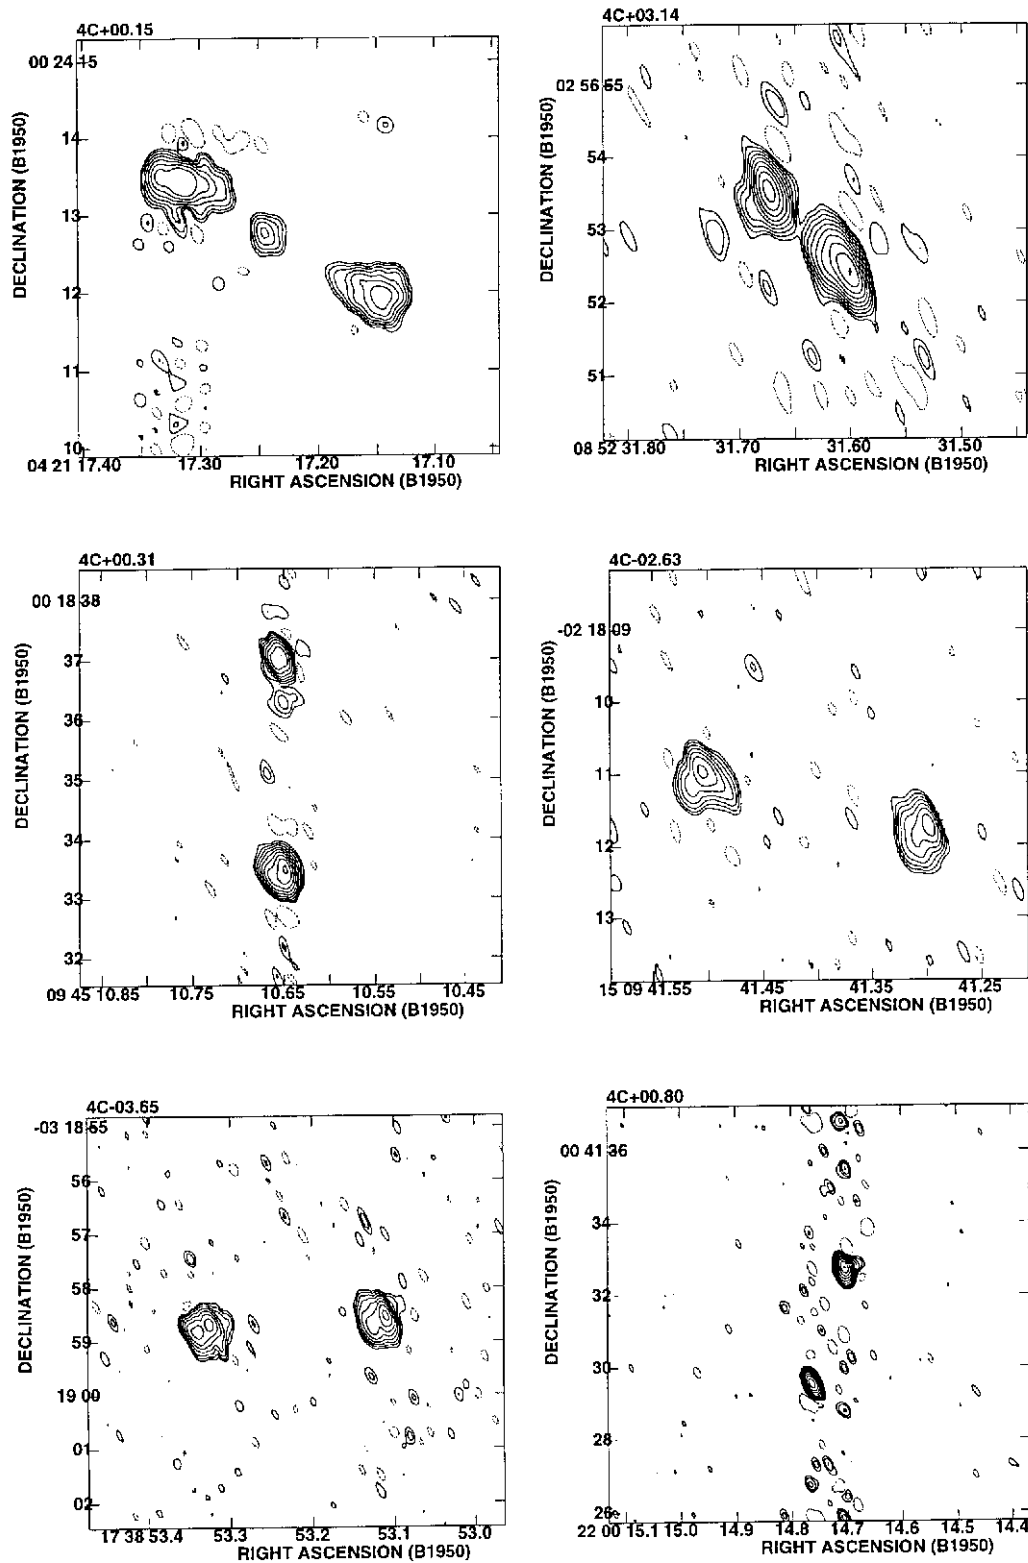 4C+00.15
00 24 15
14
13
12
11
10
DECLINATION (B1950)
04 21 17.40 17.30 17.20 17.10
RIGHT ASCENSION (B1950)
4C+03.14
02 56 55
54
53
52
51
DECLINATION (B1950)
08 52 31.80 31.70 31.60 31.50
RIGHT ASCENSION (B1950)
4C+00.31
00 18 38
37
36
35
34
33
32
DECLINATION (B1950)
09 45 10.85 10.75 10.65 10.55 10.45
RIGHT ASCENSION (B1950)
4C-02.63
-02 18 09
10
11
12
13
DECLINATION (B1950)
15 09 41.55 41.45 41.35 41.25
RIGHT ASCENSION (B1950)
4C-03.65
-03 18 55
56
57
58
59
19 00
01
02
DECLINATION (B1950)
17 38 53.4 53.3 53.2 53.1 53.0
RIGHT ASCENSION (B1950)
4C+00.80
00 41 36
34
32
30
28
26
DECLINATION (B1950)
22 00 15.1 15.0 14.9 14.8 14.7 14.6 14.5 14.4
RIGHT ASCENSION (B1950)